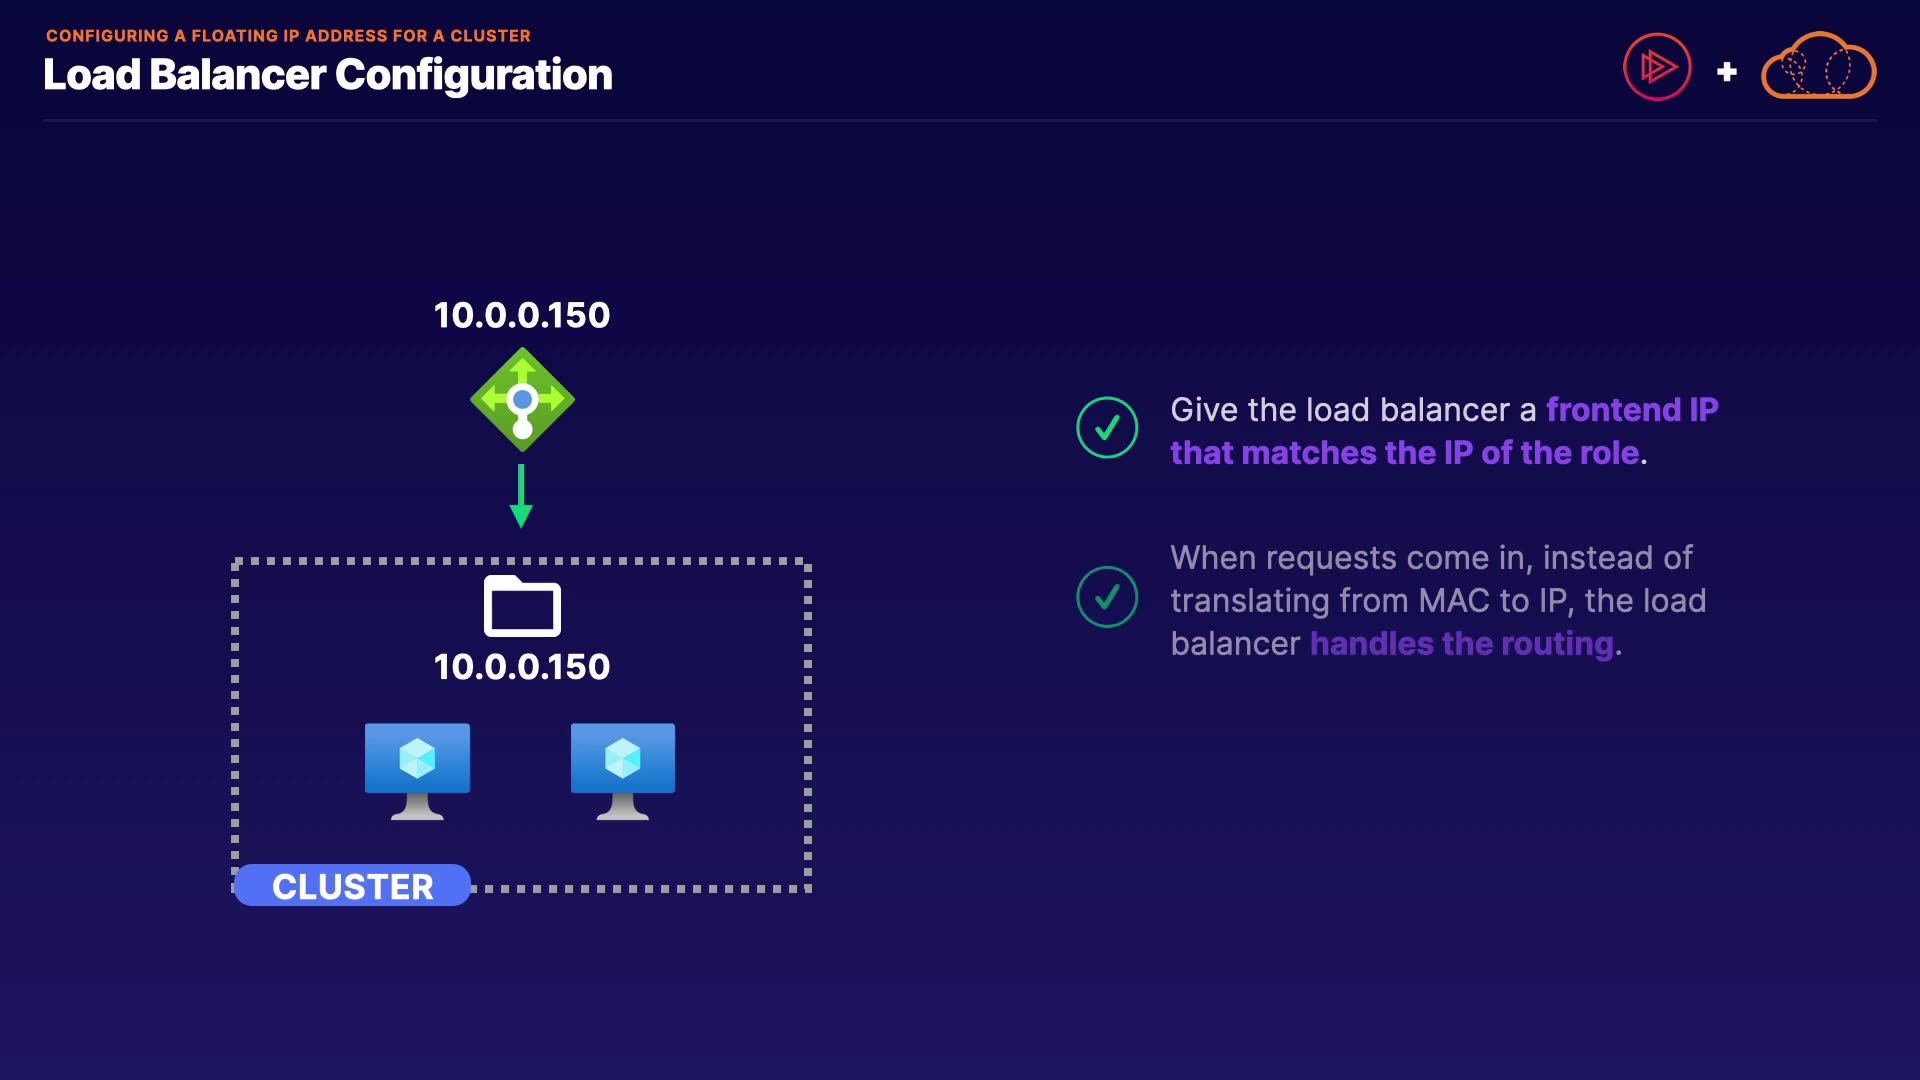 CONFIGURING A FLOATING IP ADDRESS FOR A CLUSTER
Load Balancer Configuration
10.0.0.150
10.0.0.150
CLUSTER
Give the load balancer a frontend IP
that matches the IP of the role.
When requests come in, instead of
translating from MAC to IP, the load
balancer handles the routing.